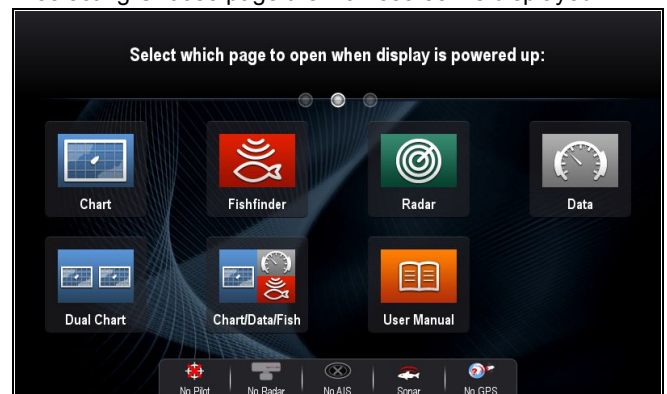 Select which page to open when display is powered up:
Chart
Fishfinder
Radar
Data
Dual Chart
Chart/Data/Fish
User Manual
No Pilot
No Radar
No AIS
Sonar
No GPS